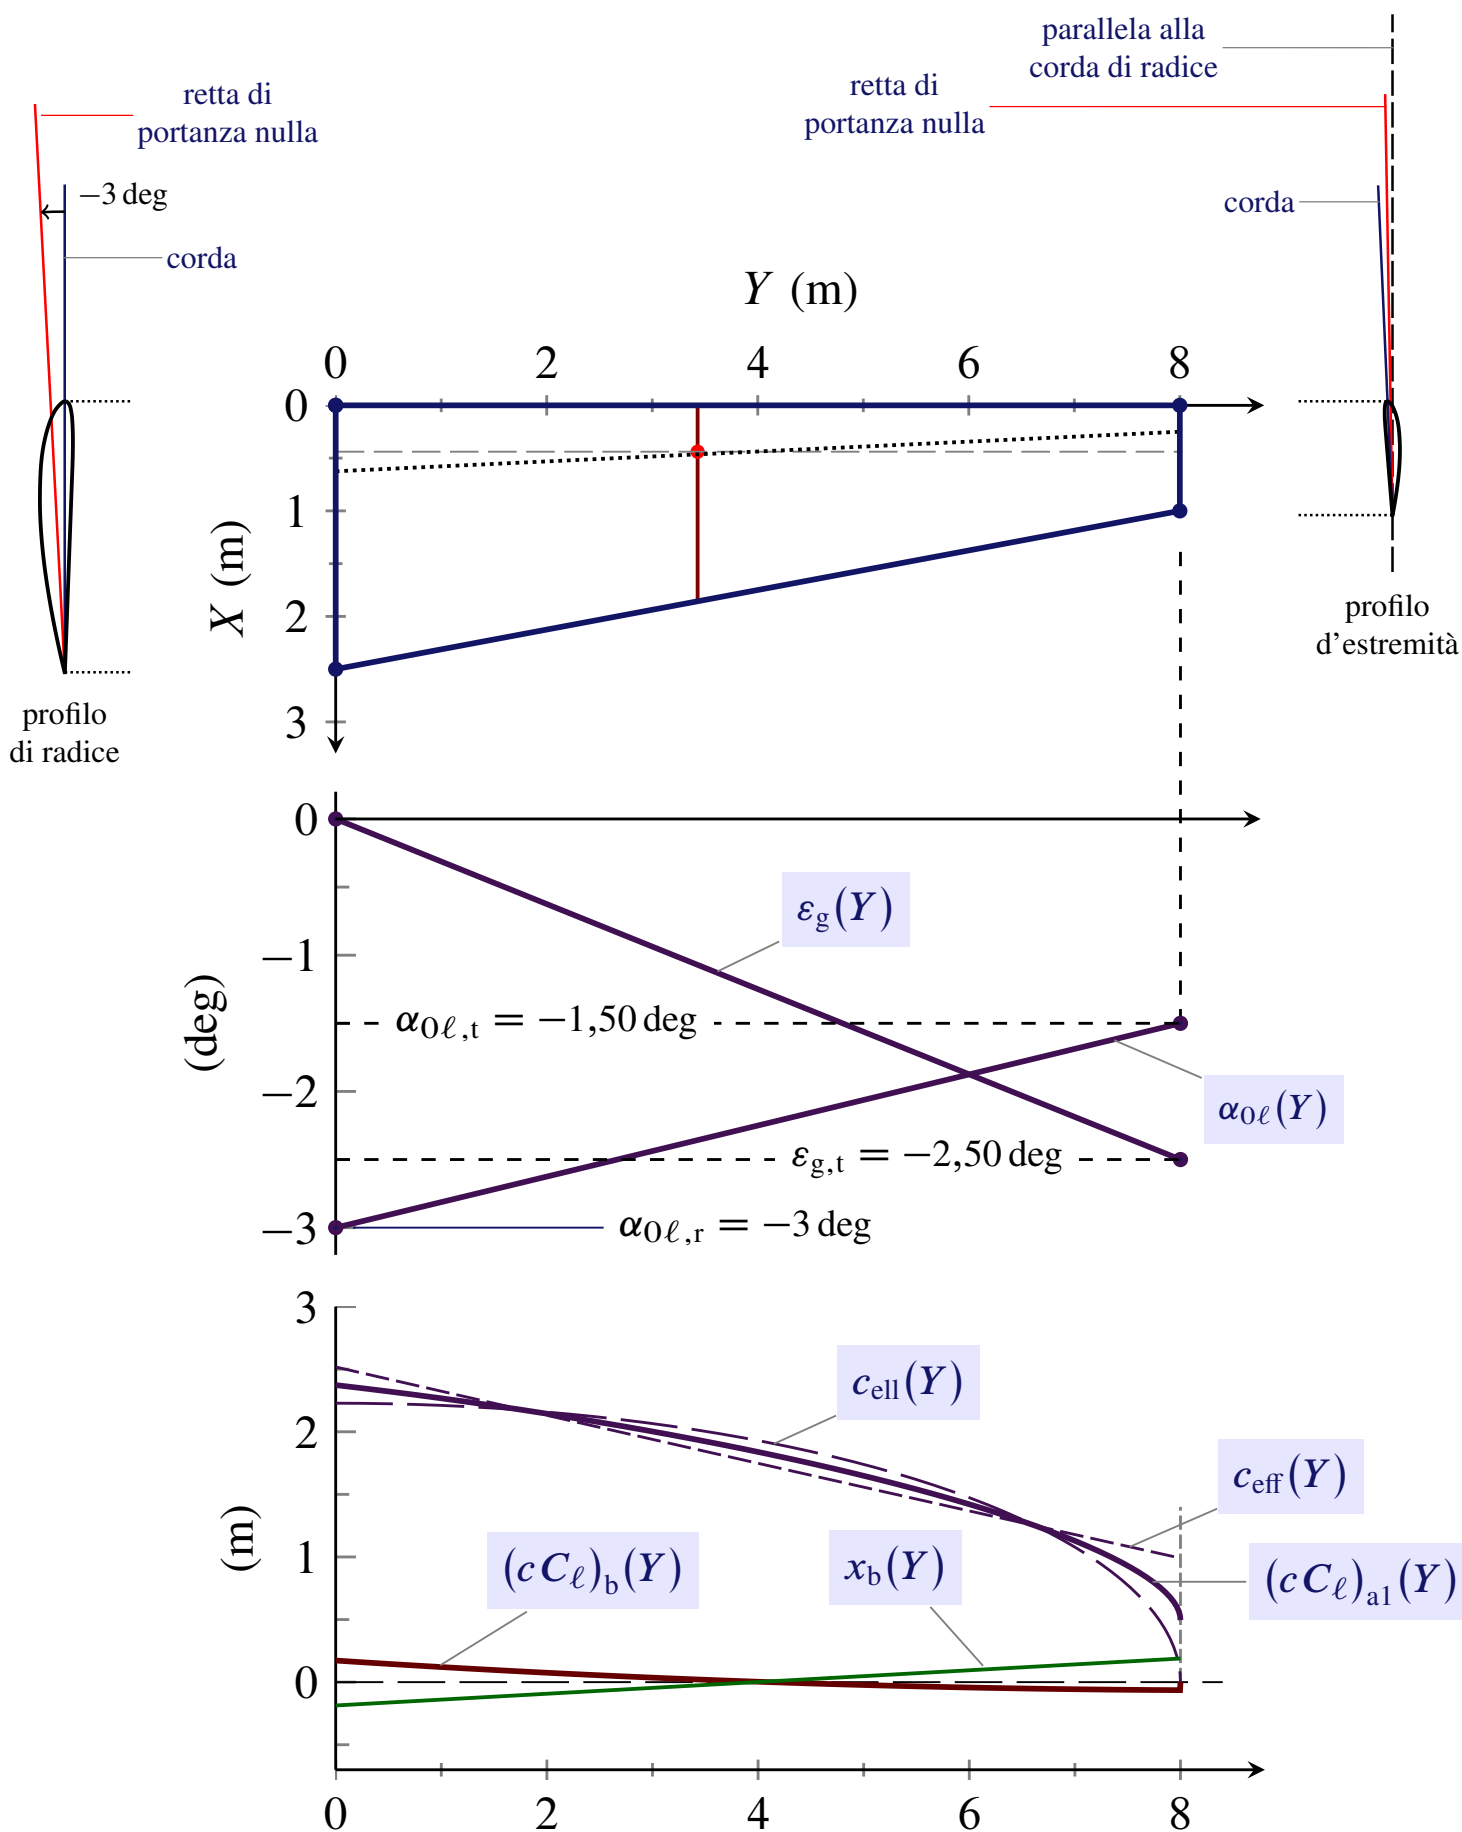 parallela alla
corda di radice
retta di
portanza nulla
retta di
portanza nulla
−3 deg
corda
corda
Y (m)
0 2 4 6 8
0
1
2
3
X (m)
profilo
di radice
profilo
d'estremità
0
−1
−2
−3
(deg)
εg(Y)
α0ℓ,t = −1,50 deg
α0ℓ(Y)
εg,t = −2,50 deg
α0ℓ,r = −3 deg
3
2
1
0
(m)
cell(Y)
ceff(Y)
(c Cℓ)b(Y)
xb(Y)
(c Cℓ)a1(Y)
0 2 4 6 8